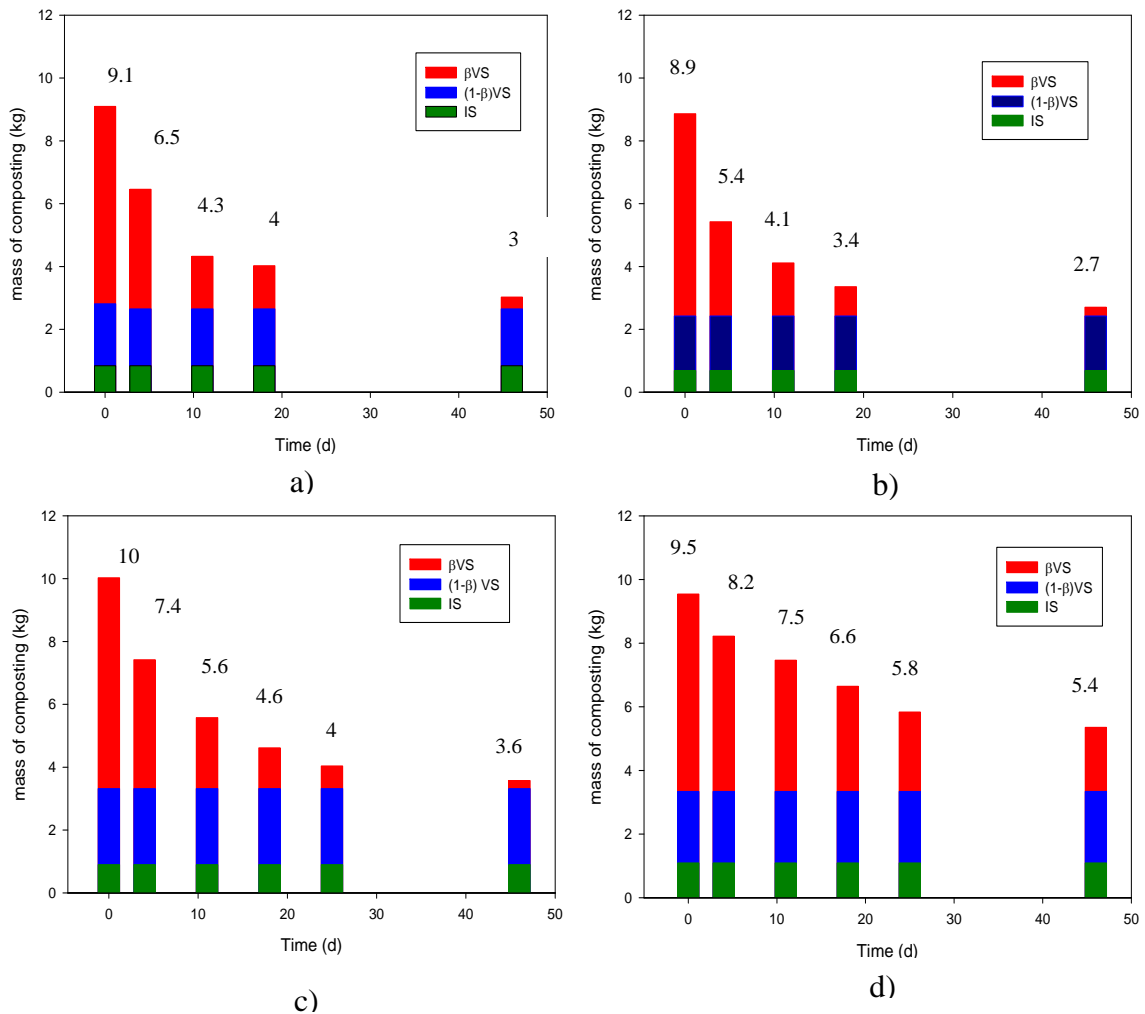 12
10
8
6
4
2
0
mass of composting (kg)
9.1
6.5
4.3
4
3
βVS
(1-β)VS
IS
0 10 20 30 40 50
Time (d)
a)
12
10
8
6
4
2
0
mass of composting (kg)
8.9
5.4
4.1
3.4
2.7
βVS
(1-β)VS
IS
0 10 20 30 40 50
Time (d)
b)
12
10
8
6
4
2
0
mass of composting (kg)
10
7.4
5.6
4.6
4
3.6
βVS
(1-β) VS
IS
0 10 20 30 40 50
Time (d)
c)
12
10
8
6
4
2
0
mass of composting (kg)
9.5
8.2
7.5
6.6
5.8
5.4
βVS
(1-β)VS
IS
0 10 20 30 40 50
Time (d)
d)